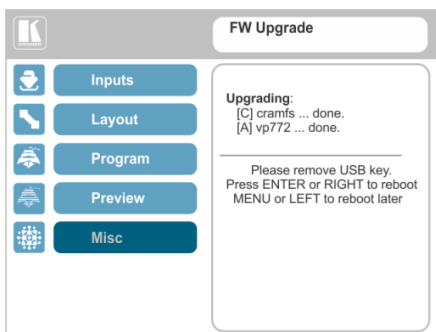 KRAMER
FW Upgrade
Inputs
Layout
Program
Preview
Misc
Upgrading:
[C] cramfs ... done.
[A] vp772 ... done.
Please remove USB key.
Press ENTER or RIGHT to reboot
MENU or LEFT to reboot later